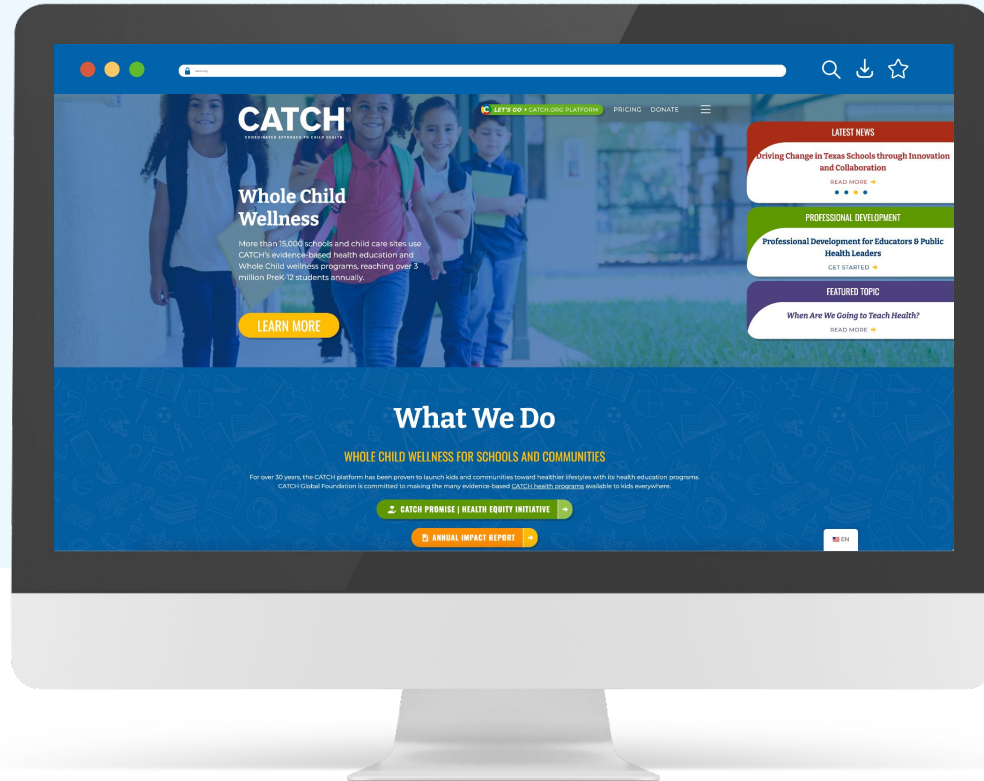 CATCH®
COORDINATED APPROACH TO CHILD HEALTH
LET'S GO + CATCH.ORG PLATFORM
PRICING
DONATE
Whole Child
Wellness
More than 15,000 schools and child care sites use
CATCH's evidence-based health education and
Whole Child wellness programs, reaching over 3
million PreK-12 students annually.
LEARN MORE
LATEST NEWS
Driving Change in Texas Schools through Innovation
and Collaboration
READ MORE
PROFESSIONAL DEVELOPMENT
Professional Development for Educators & Public
Health Leaders
GET STARTED
FEATURED TOPIC
When Are We Going to Teach Health?
READ MORE
What We Do
WHOLE CHILD WELLNESS FOR SCHOOLS AND COMMUNITIES
For over 30 years, the CATCH platform has been proven to launch kids and communities toward healthier lifestyles with its health education programs.
CATCH Global Foundation is committed to making the many evidence-based CATCH health programs available to kids everywhere.
CATCH PROMISE | HEALTH EQUITY INITIATIVE
ANNUAL IMPACT REPORT
EN